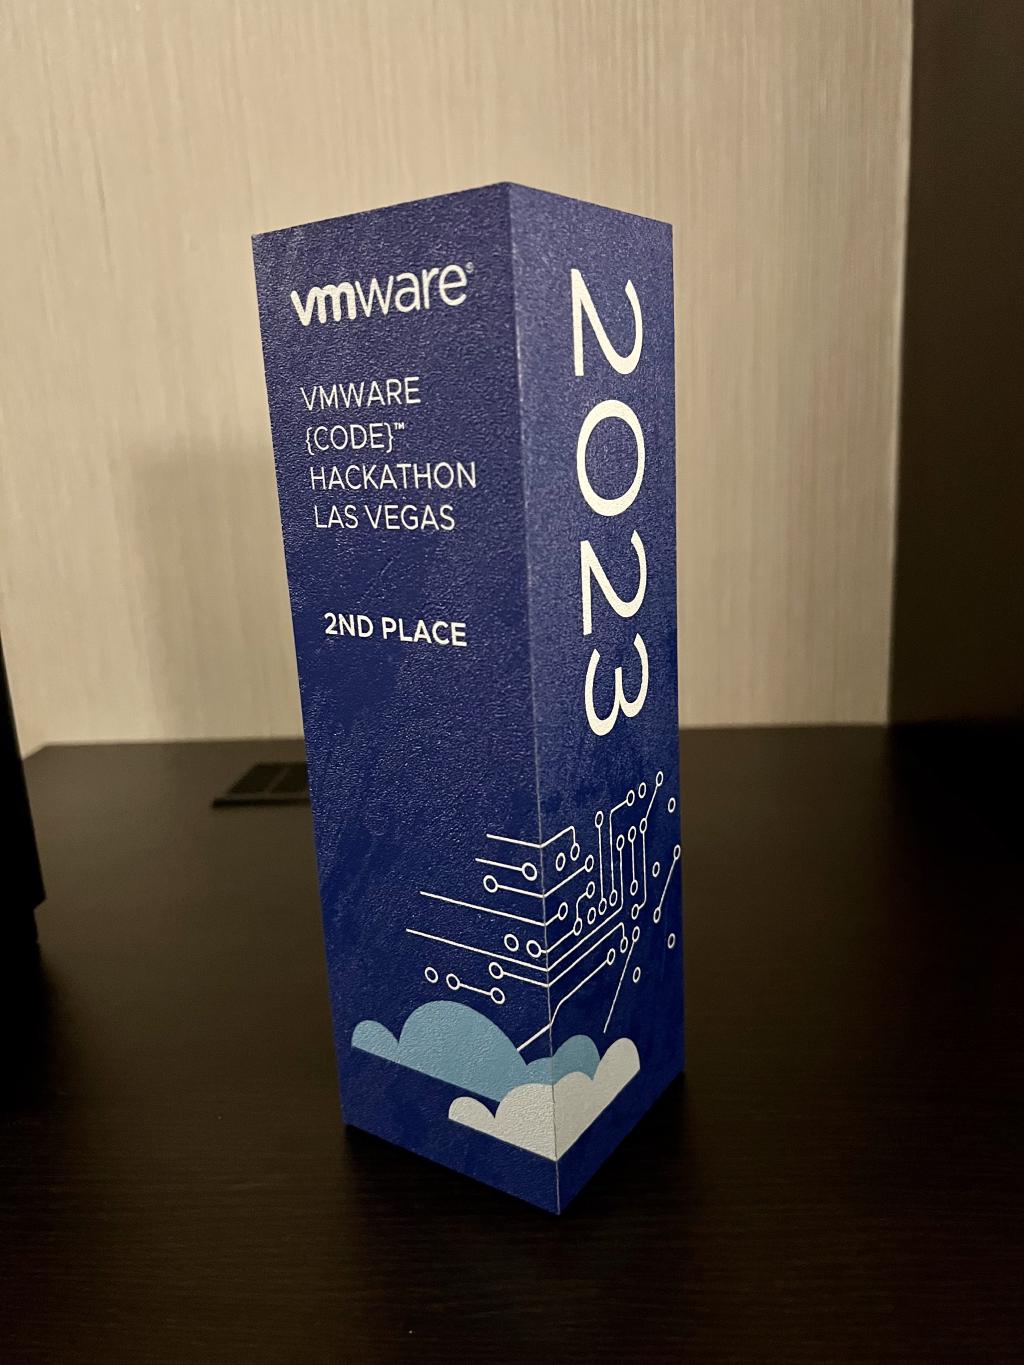 vmware®
VMWARE
{CODE}™
HACKATHON
LAS VEGAS
2ND PLACE
2023